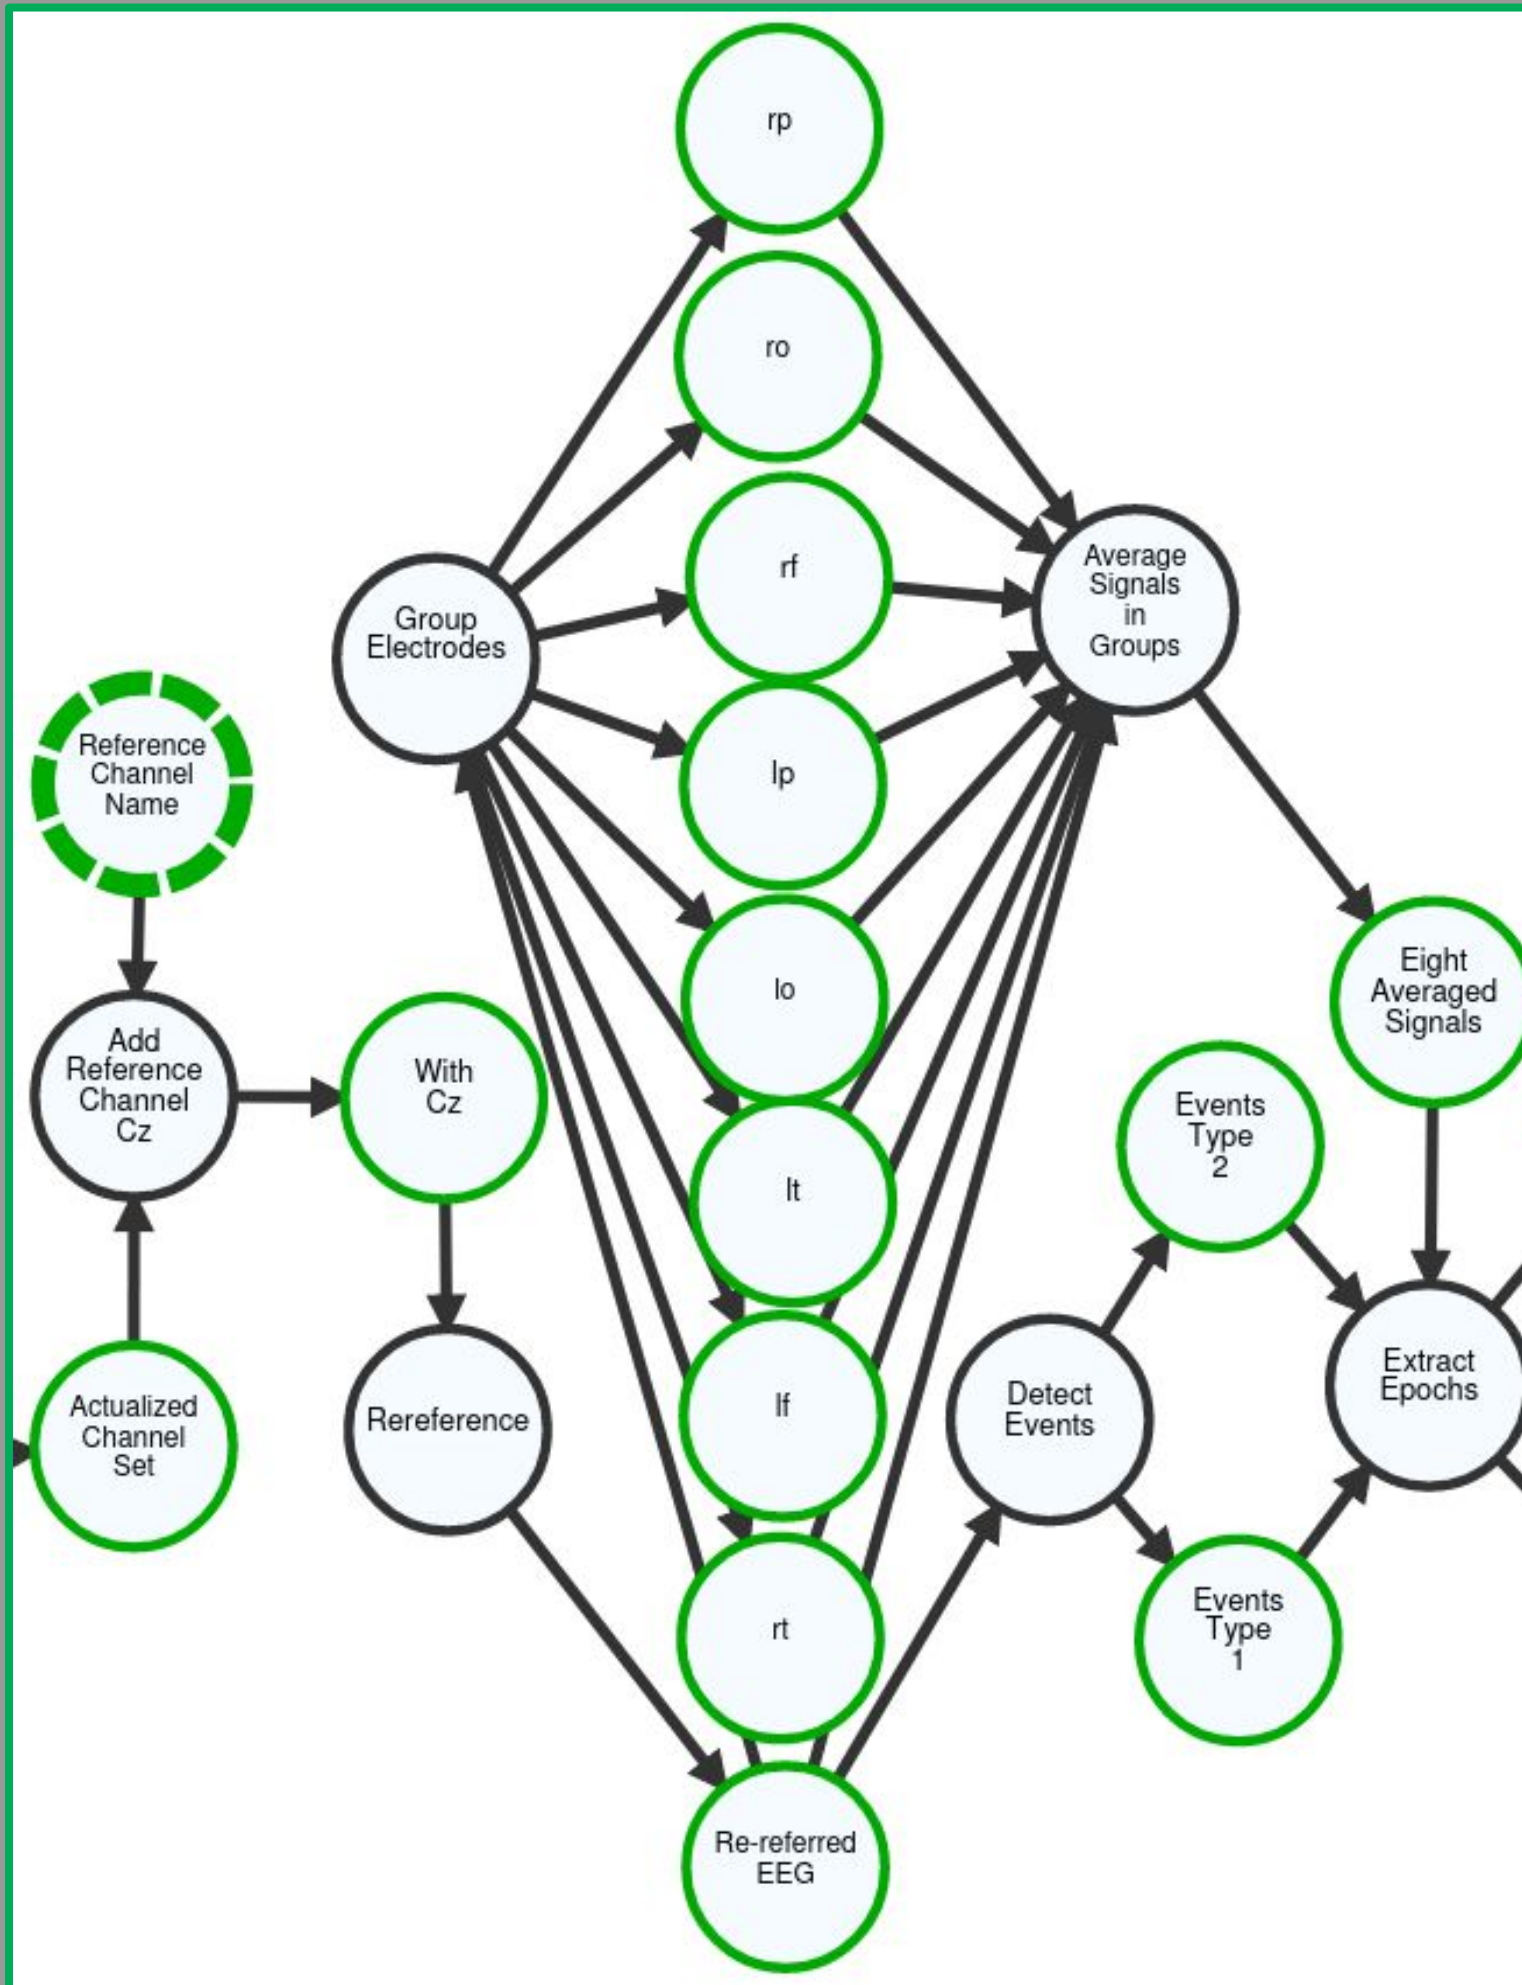 rp
ro
rf
Group
Electrodes
Average
Signals
in
Groups
Reference
Channel
Name
lp
Add
Reference
Channel
Cz
With
Cz
lo
Eight
Averaged
Signals
Events
Type
2
lt
Actualized
Channel
Set
Rereference
lf
Detect
Events
Extract
Epochs
rt
Events
Type
1
Re-referred
EEG